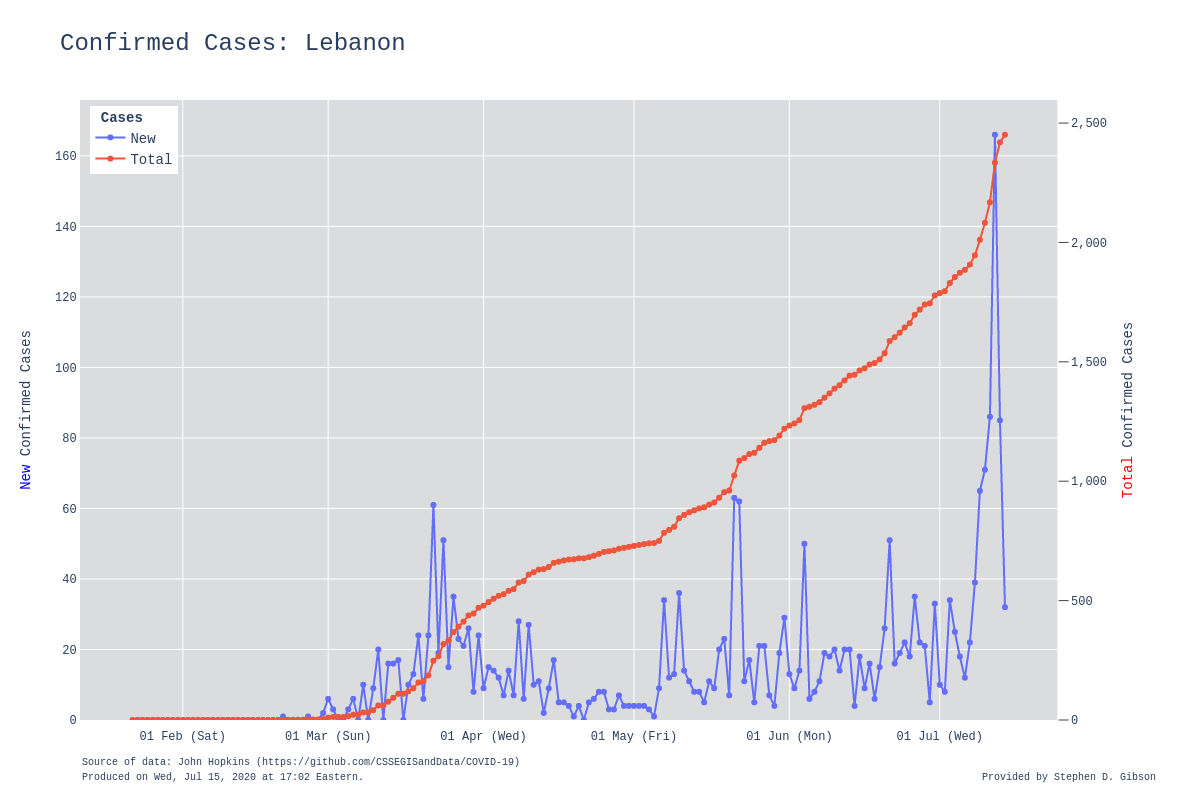 Confirmed Cases: Lebanon
Cases
New
Total
160
140
120
100
80
60
40
20
0
2,500
2,000
1,500
1,000
500
0
New Confirmed Cases
Total Confirmed Cases
01 Feb (Sat)
01 Mar (Sun)
01 Apr (Wed)
01 May (Fri)
01 Jun (Mon)
01 Jul (Wed)
Source of data: John Hopkins (https://github.com/CSSEGISandData/COVID-19)
Produced on Wed, Jul 15, 2020 at 17:02 Eastern.
Provided by Stephen D. Gibson